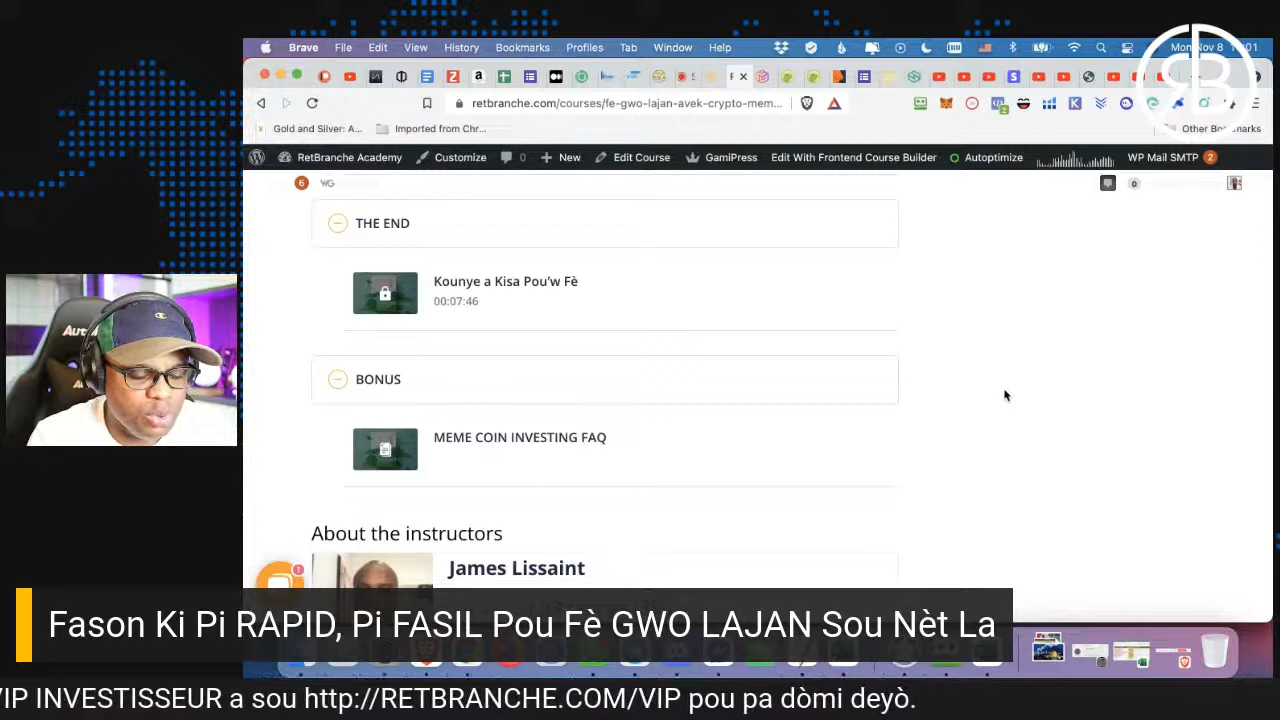 Brave File Edit View History Bookmarks Profiles Tab Window Help
retbranche.com/courses/fe-gwo-lajan-avek-crypto-mem...
Gold and Silver: A...
Imported from Chr...
Other Bookmarks
RetBranche Academy
Customize
0
New
Edit Course
GamiPress
Edit With Frontend Course Builder
Autoptimize
WP Mail SMTP 2
6
WG
0
THE END
Kounye a Kisa Pou'w Fè
00:07:46
BONUS
MEME COIN INVESTING FAQ
About the instructors
James Lissaint
1
Fason Ki Pi RAPID, Pi FASIL Pou Fè GWO LAJAN Sou Nèt La
VIP INVESTISSEUR a sou http://RETBRANCHE.COM/VIP pou pa dòmi deyò.